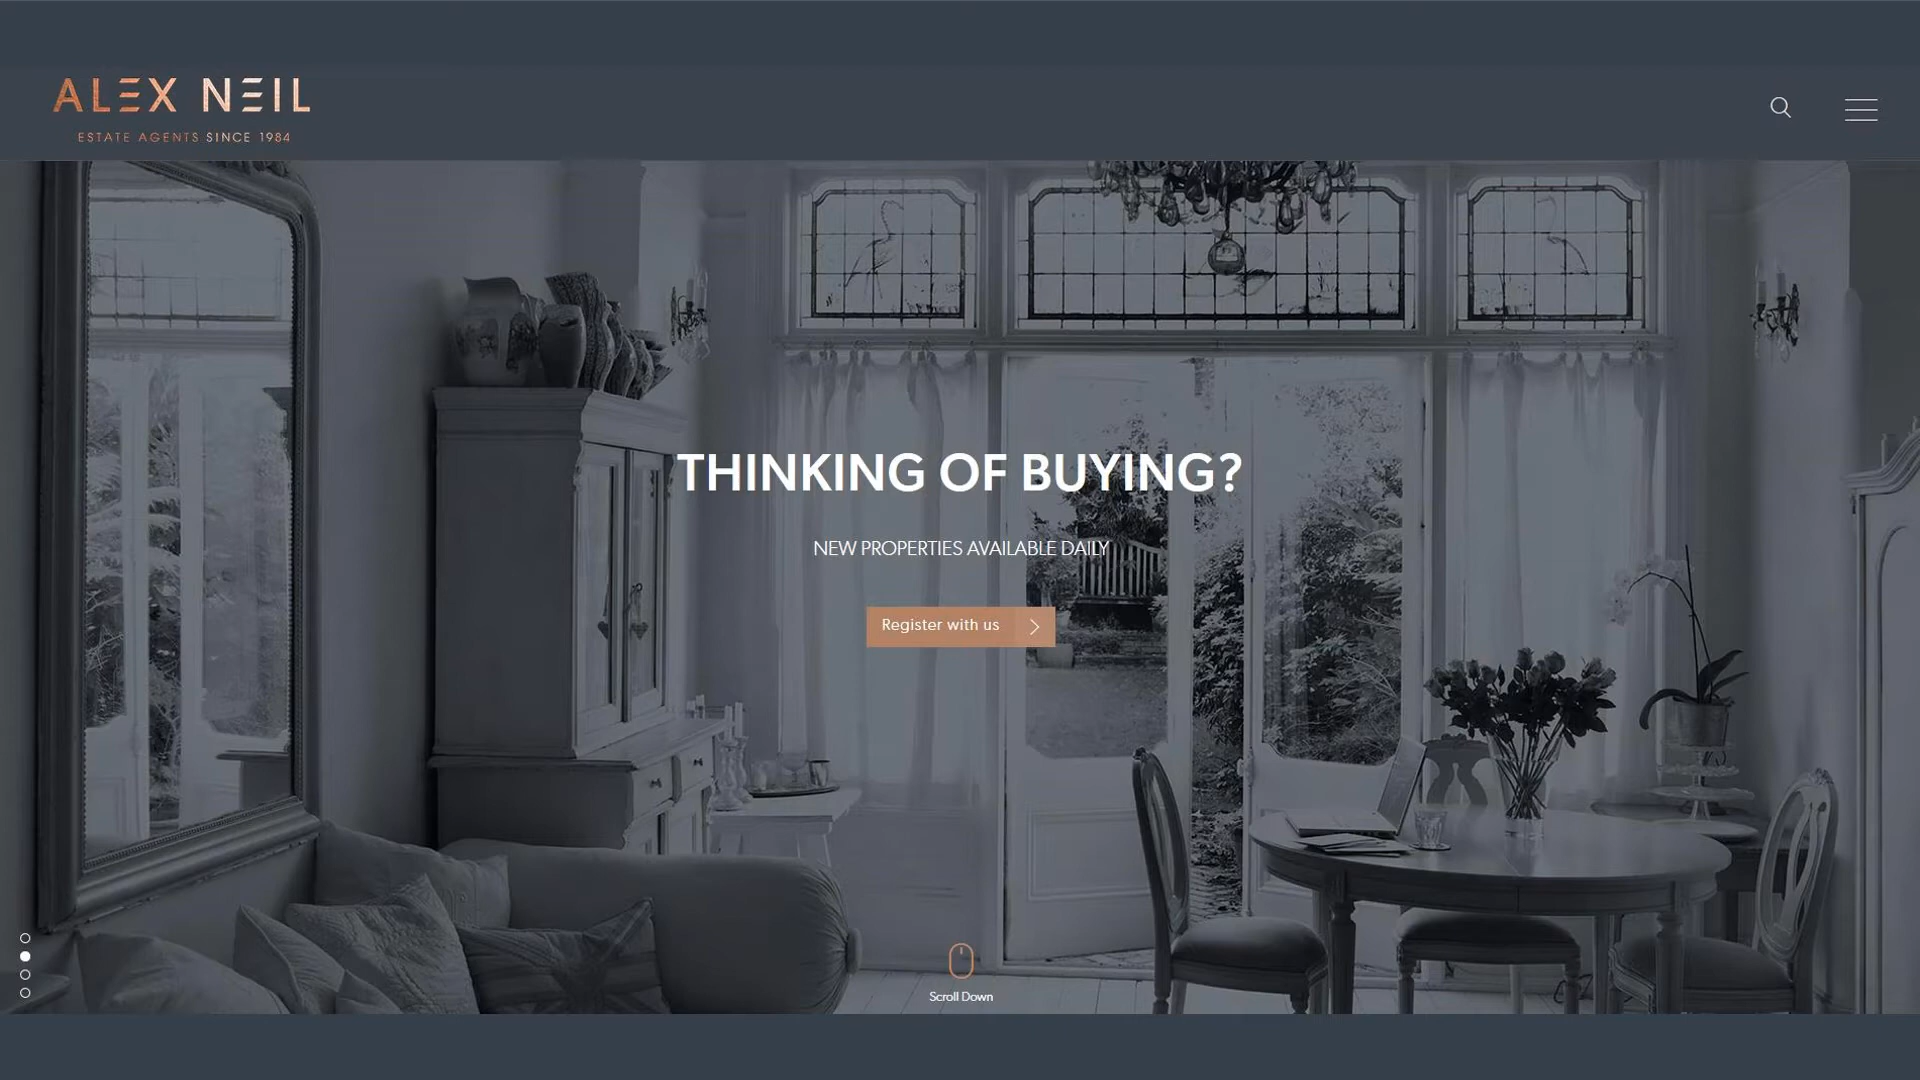 ALEX NEIL
ESTATE AGENTS SINCE 1984
THINKING OF BUYING?
NEW PROPERTIES AVAILABLE DAILY
Register with us
Scroll Down